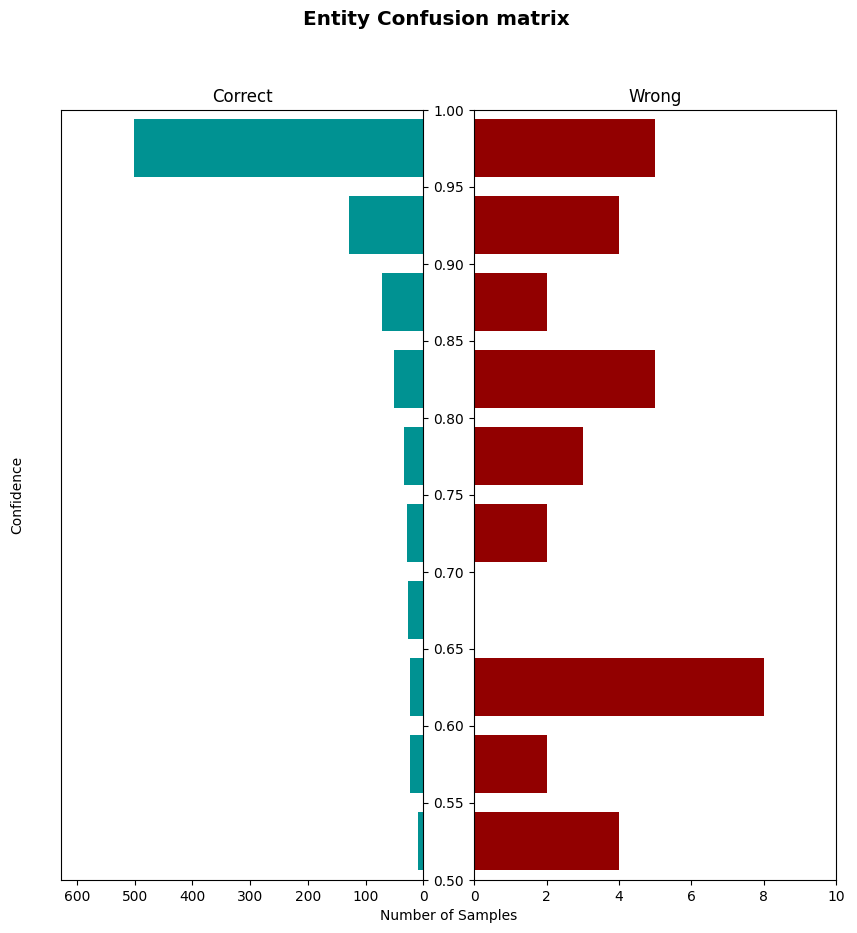 Entity Confusion matrix
Correct
Wrong
1.00
0.95
0.90
0.85
0.80
0.75
0.70
0.65
0.60
0.55
0.50
Confidence
600 500 400 300 200 100 0
0 2 4 6 8 10
Number of Samples